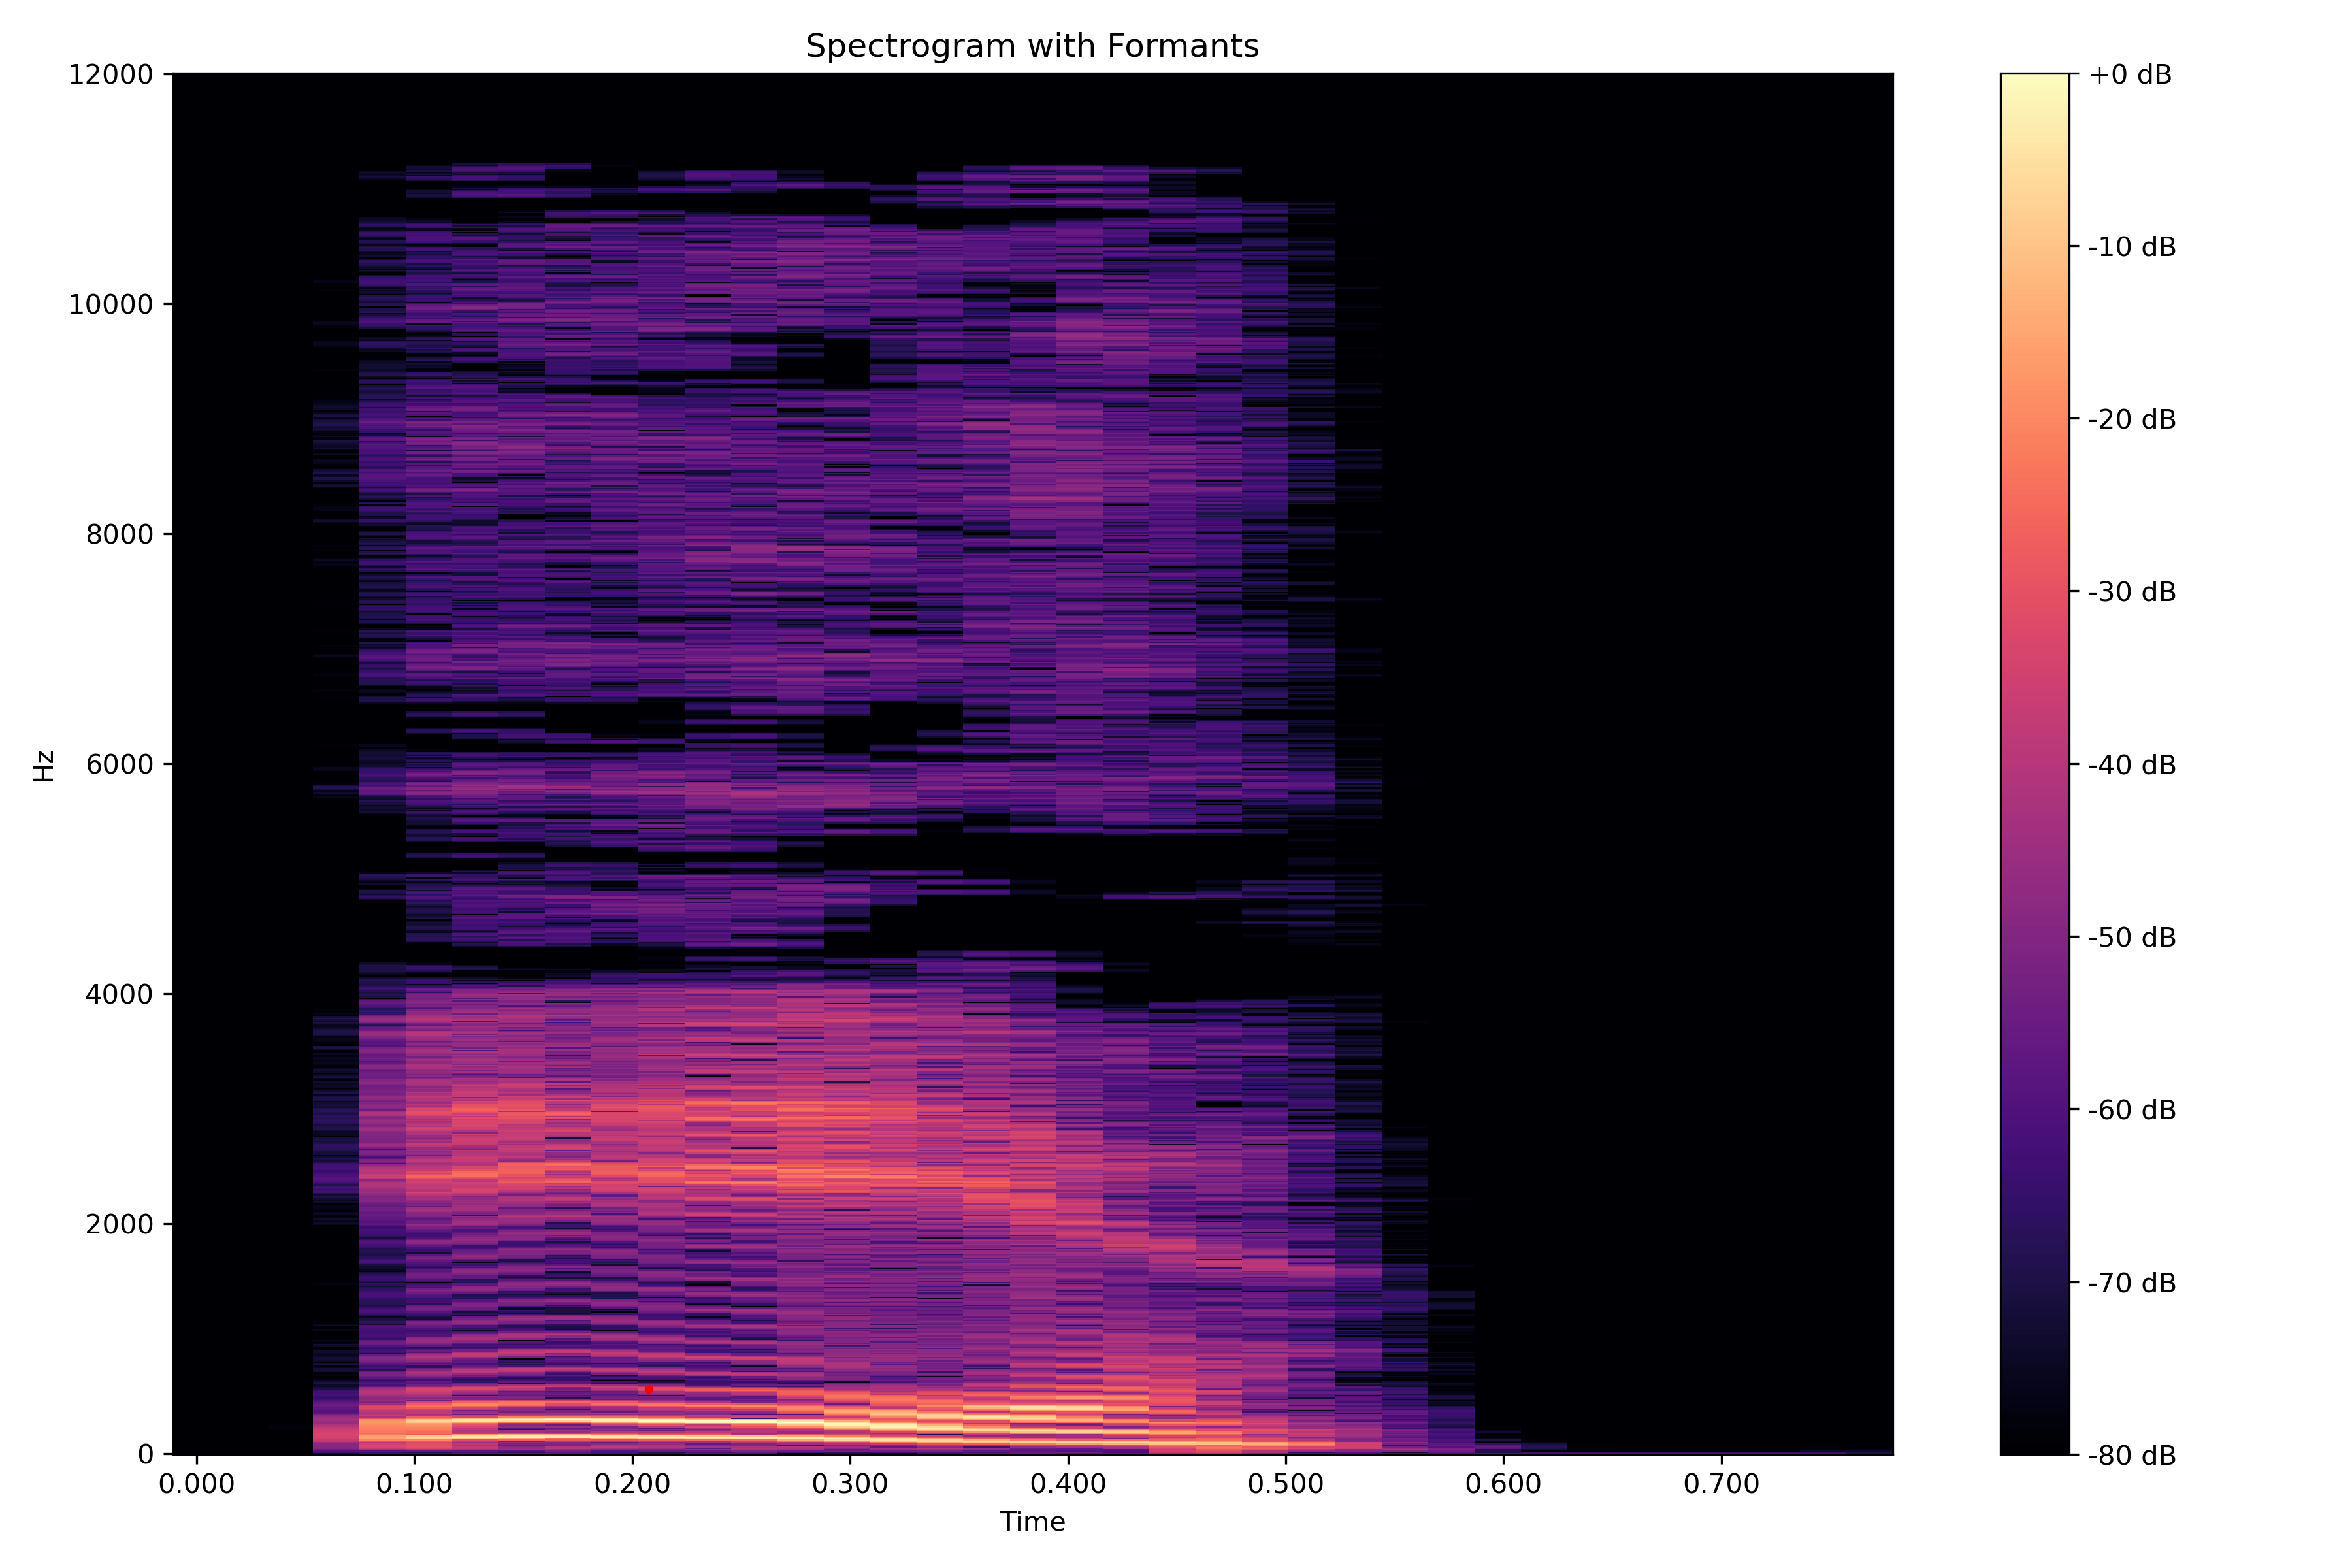 Spectrogram with Formants
12000
10000
8000
6000
4000
2000
0
Hz
0.000 0.100 0.200 0.300 0.400 0.500 0.600 0.700
Time
+0 dB
-10 dB
-20 dB
-30 dB
-40 dB
-50 dB
-60 dB
-70 dB
-80 dB